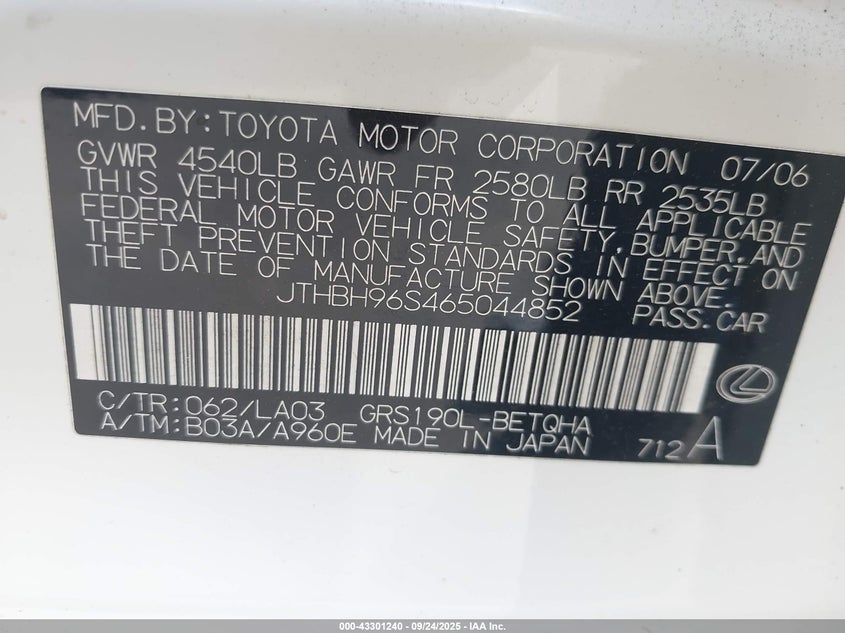 MFD.BY:TOYOTA MOTOR CORPORATION 07/06
GVWR 4540LB GAWR FR 2580LB RR 2535LB
THIS VEHICLE CONFORMS TO ALL APPLICABLE
FEDERAL MOTOR VEHICLE SAFETY,BUMPER,AND
THEFT PREVENTION STANDARDS IN EFFECT ON
THE DATE OF MANUFACTURE SHOWN ABOVE.
JTHBH96S465044852 PASS.CAR
C/TR:062/LA03 GRS190L-BETQHA
A/TM:B03A/A960E MADE IN JAPAN 712A
000-43301240 - 09/24/2025 - IAA Inc.